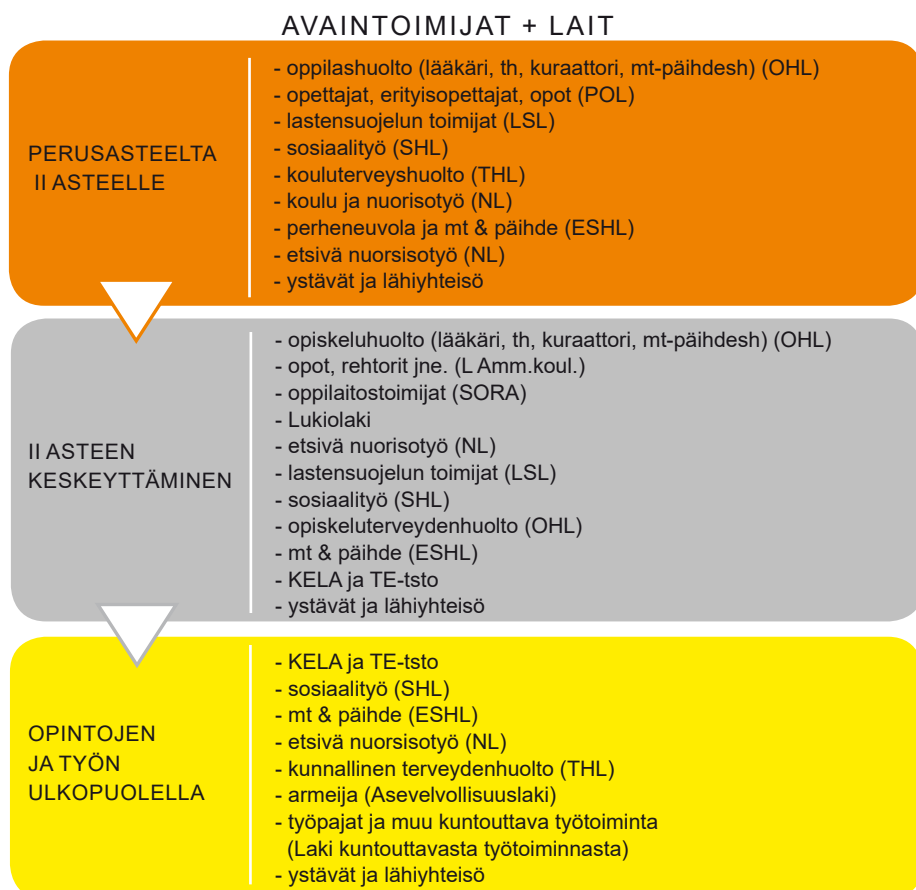 AVAINTOIMIJAT + LAIT
PERUSASTEELTA
II ASTEELLE
- oppilashuolto (lääkäri, th, kuraattori, mt-päihdesh) (OHL)
- opettajat, erityisopettajat, opot (POL)
- lastensuojelun toimijat (LSL)
- sosiaalityö (SHL)
- kouluterveyshuolto (THL)
- koulu ja nuorisotyö (NL)
- perheneuvola ja mt & päihde (ESHL)
- etsivä nuorsisotyö (NL)
- ystävät ja lähiyhteisö
II ASTEEN
KESKEYTTÄMINEN
- opiskeluhuolto (lääkäri, th, kuraattori, mt-päihdesh) (OHL)
- opot, rehtorit jne. (L Amm.koul.)
- oppilaitostoimijat (SORA)
- Lukiolaki
- etsivä nuorisotyö (NL)
- lastensuojelun toimijat (LSL)
- sosiaalityö (SHL)
- opiskeluterveydenhuolto (OHL)
- mt & päihde (ESHL)
- KELA ja TE-tsto
- ystävät ja lähiyhteisö
OPINTOJEN
JA TYÖN
ULKOPUOLELLA
- KELA ja TE-tsto
- sosiaalityö (SHL)
- mt & päihde (ESHL)
- etsivä nuorsisotyö (NL)
- kunnallinen terveydenhuolto (THL)
- armeija (Asevelvollisuuslaki)
- työpajat ja muu kuntouttava työtoiminta
(Laki kuntouttavasta työtoiminnasta)
- ystävät ja lähiyhteisö